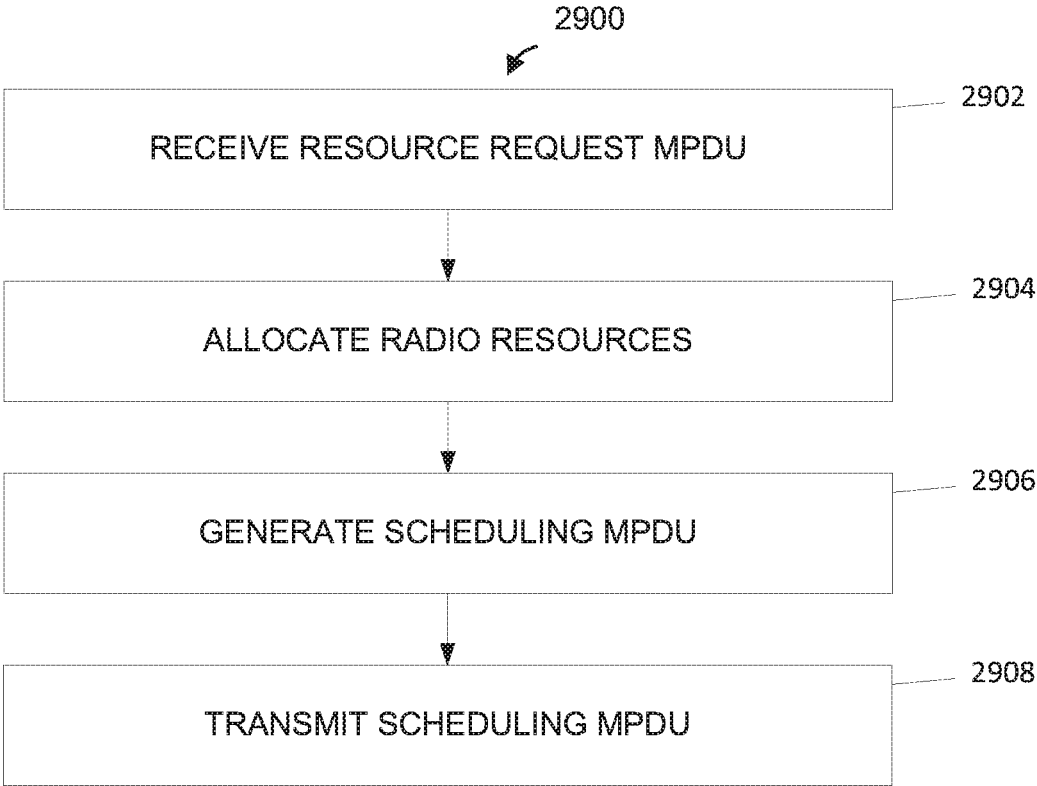 2900
2902
RECEIVE RESOURCE REQUEST MPDU
2904
ALLOCATE RADIO RESOURCES
2906
GENERATE SCHEDULING MPDU
2908
TRANSMIT SCHEDULING MPDU